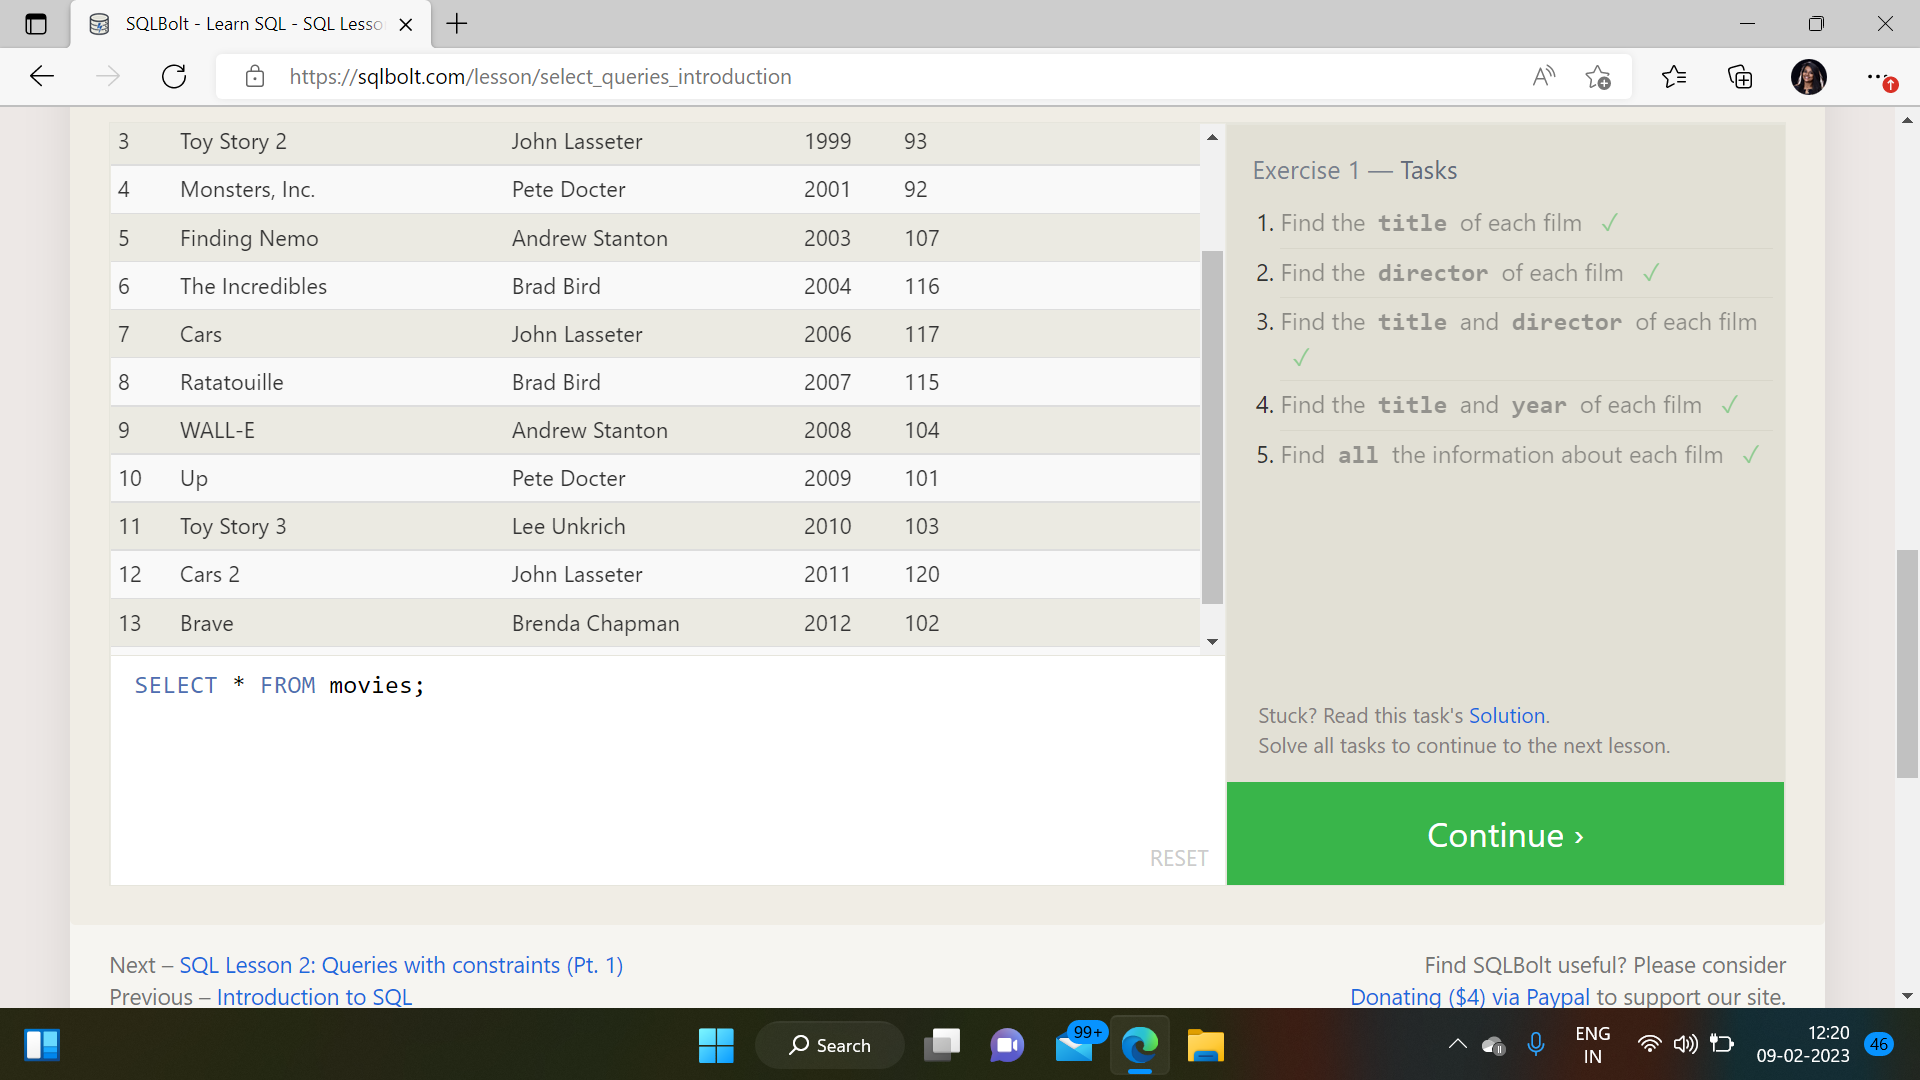 SQLBolt - Learn SQL - SQL Lesso
https://sqlbolt.com/lesson/select_queries_introduction
3 Toy Story 2 John Lasseter 1999 93
4 Monsters, Inc. Pete Docter 2001 92
5 Finding Nemo Andrew Stanton 2003 107
6 The Incredibles Brad Bird 2004 116
7 Cars John Lasseter 2006 117
8 Ratatouille Brad Bird 2007 115
9 WALL-E Andrew Stanton 2008 104
10 Up Pete Docter 2009 101
11 Toy Story 3 Lee Unkrich 2010 103
12 Cars 2 John Lasseter 2011 120
13 Brave Brenda Chapman 2012 102
SELECT * FROM movies;
RESET
Exercise 1 — Tasks
1. Find the title of each film ✓
2. Find the director of each film ✓
3. Find the title and director of each film
✓
4. Find the title and year of each film ✓
5. Find all the information about each film ✓
Stuck? Read this task's Solution.
Solve all tasks to continue to the next lesson.
Continue ›
Next – SQL Lesson 2: Queries with constraints (Pt. 1)
Previous – Introduction to SQL
Find SQLBolt useful? Please consider
Donating ($4) via Paypal to support our site.
Search
99+
ENG
IN
12:20
09-02-2023
46